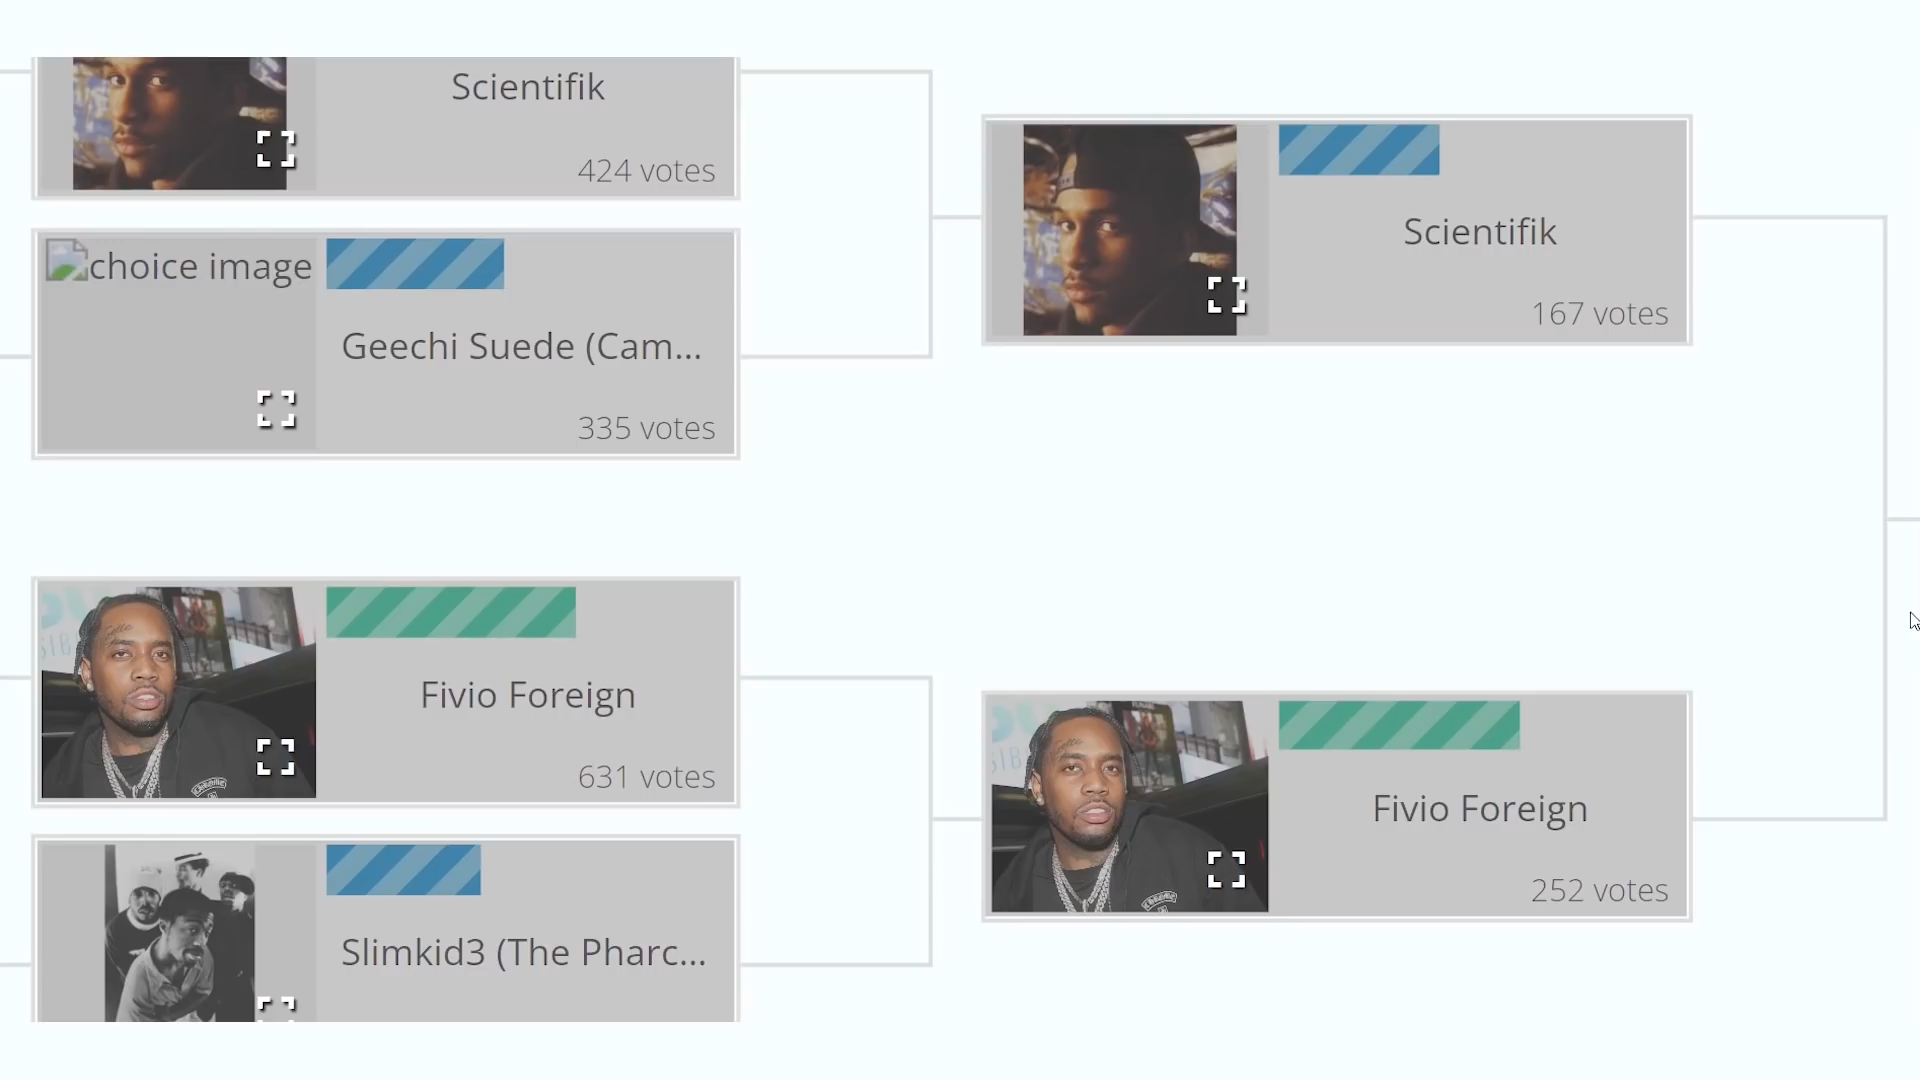 Scientifik
424 votes
choice image
Geechi Suede (Cam...
335 votes
Fivio Foreign
631 votes
Slimkid3 (The Pharc...
Scientifik
167 votes
Fivio Foreign
252 votes